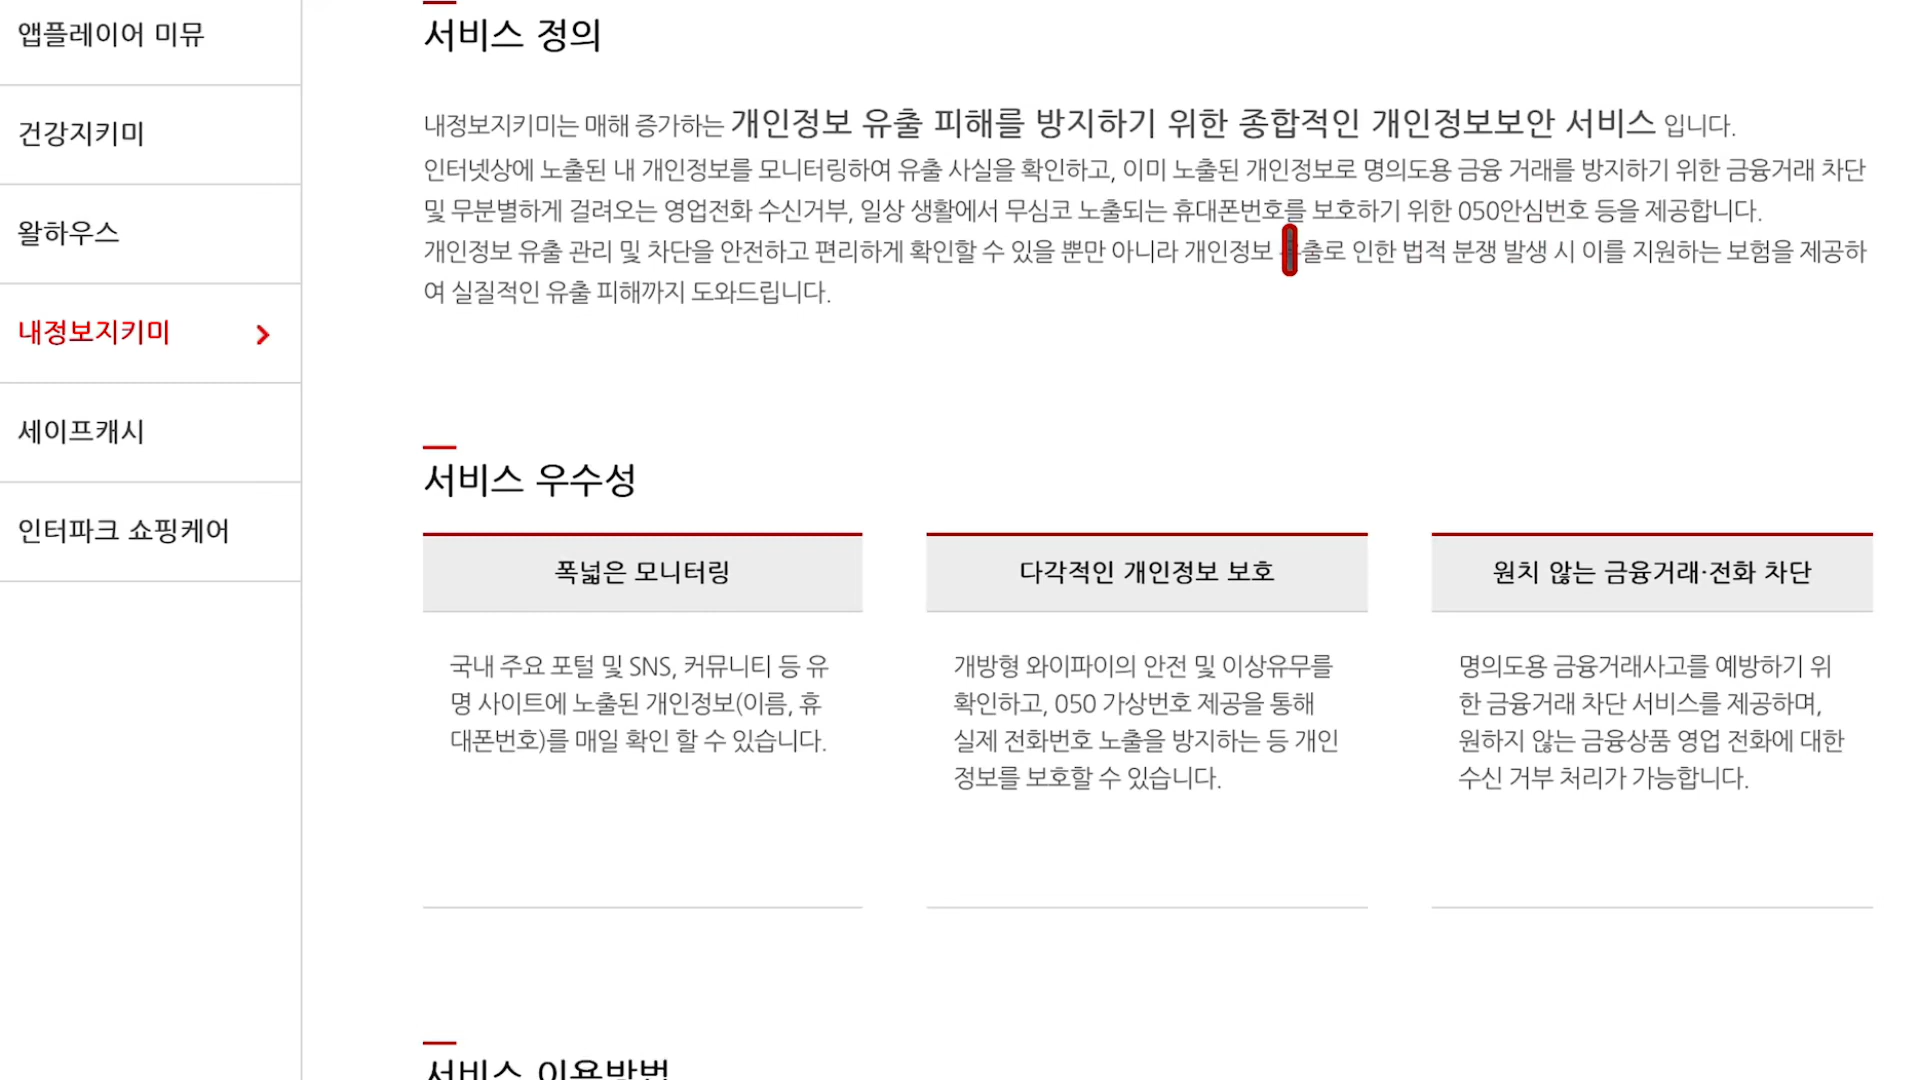 앱플레이어 미뮤
건강지키미
왈하우스
내정보지키미
세이프캐시
인터파크 쇼핑케어
서비스 정의
내정보지키미는 매해 증가하는 개인정보 유출 피해를 방지하기 위한 종합적인 개인정보보안 서비스 입니다.
인터넷상에 노출된 내 개인정보를 모니터링하여 유출 사실을 확인하고, 이미 노출된 개인정보로 명의도용 금융 거래를 방지하기 위한 금융거래 차단
및 무분별하게 걸려오는 영업전화 수신거부, 일상 생활에서 무심코 노출되는 휴대폰번호를 보호하기 위한 050안심번호 등을 제공합니다.
개인정보 유출 관리 및 차단을 안전하고 편리하게 확인할 수 있을 뿐만 아니라 개인정보 인한 법적 분쟁 발생 시 이를 지원하는 보험을 제공하
여 실질적인 유출 피해까지 도와드립니다.
서비스 우수성
폭넓은 모니터링
국내 주요 포털 및 SNS, 커뮤니티 등 유
명 사이트에 노출된 개인정보(이름, 휴
대폰번호)를 매일 확인 할 수 있습니다.
다각적인 개인정보 보호
개방형 와이파이의 안전 및 이상유무를
확인하고, 050 가상번호 제공을 통해
실제 전화번호 노출을 방지하는 등 개인
정보를 보호할 수 있습니다.
원치 않는 금융거래·전화 차단
명의도용 금융거래사고를 예방하기 위
한 금융거래 차단 서비스를 제공하며,
원하지 않는 금융상품 영업 전화에 대한
수신 거부 처리가 가능합니다.
서비스 이용방법